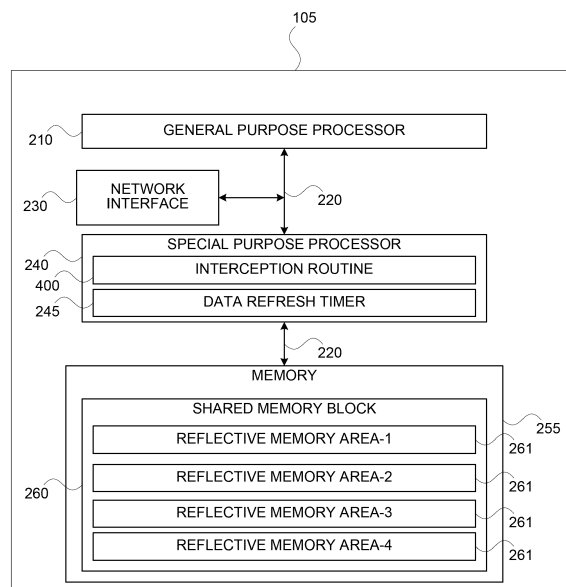 105
GENERAL PURPOSE PROCESSOR
210
NETWORK
INTERFACE
220
230
SPECIAL PURPOSE PROCESSOR
240
INTERCEPTION ROUTINE
400
DATA REFRESH TIMER
245
220
MEMORY
SHARED MEMORY BLOCK
255
REFLECTIVE MEMORY AREA-1
261
REFLECTIVE MEMORY AREA-2
260
261
REFLECTIVE MEMORY AREA-3
261
REFLECTIVE MEMORY AREA-4
261